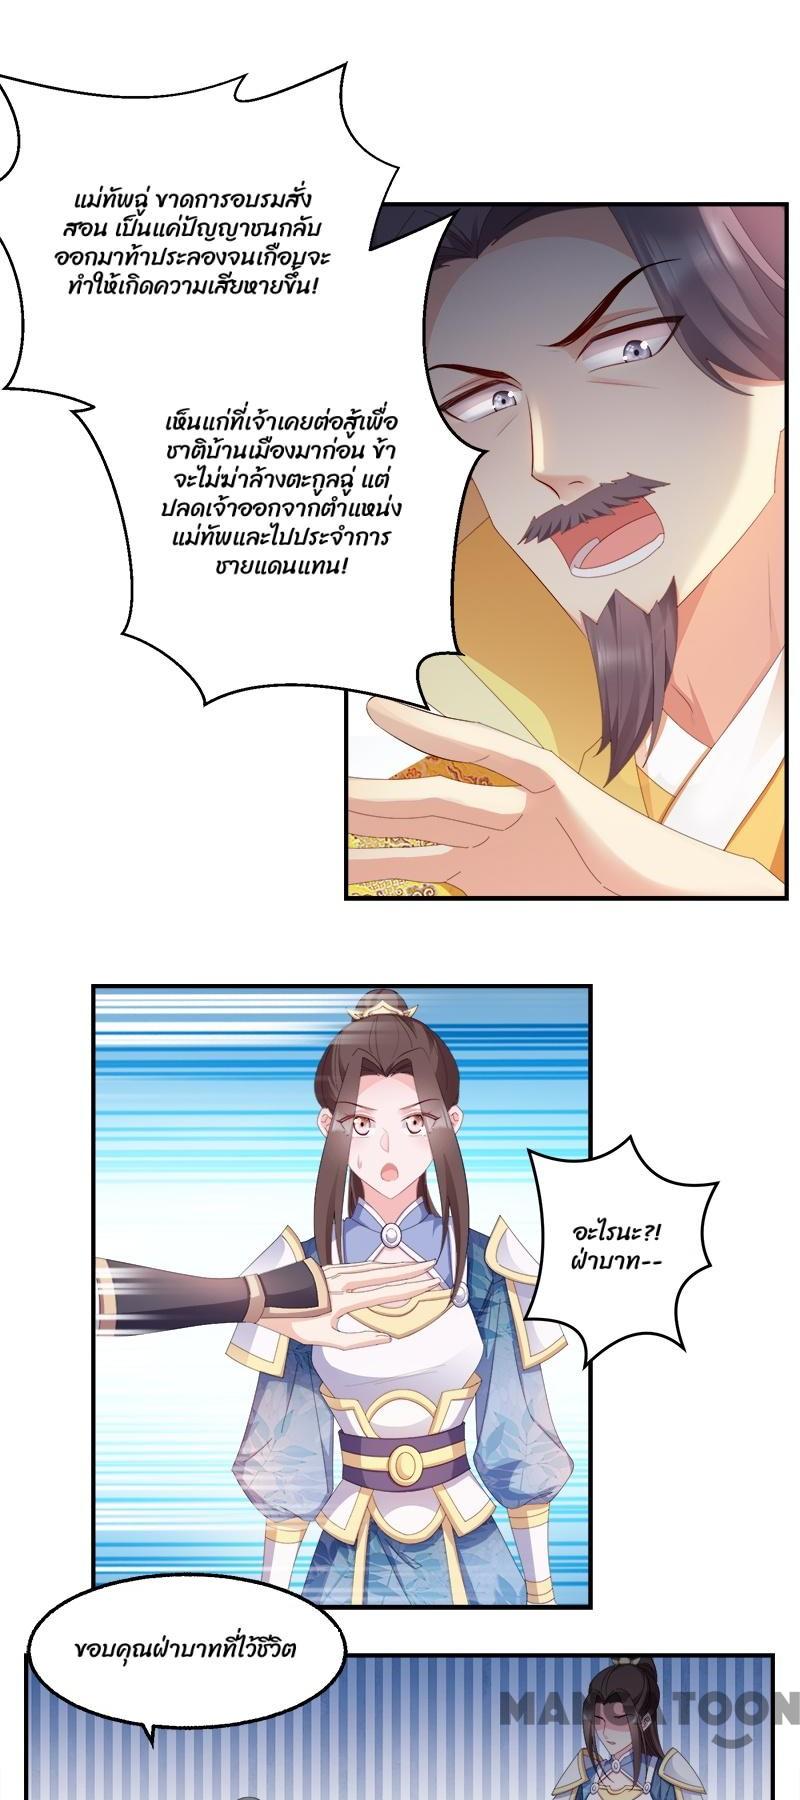 แม่ทัพฉู่ ขาดการอบรมสั่ง
สอน เป็นแค่ปัญญาชนกลับ
ออกมาท้าประลองจนเกือบจะ
ทำให้เกิดความเสียหายขึ้น!
เห็นแก่ที่เจ้าเคยต่อสู้เพื่อ
ชาติบ้านเมืองมาก่อน ข้า
จะไม่ฆ่าล้างตะกูลฉู่ แต่
ปลดเจ้าออกจากตำแหน่ง
แม่ทัพและไปประจำการ
ชายแดนแทน!
อะไรนะ?!
ฝ่าบาท--
ขอบคุณฝ่าบาทที่ไว้ชีวิต
MANGATOON